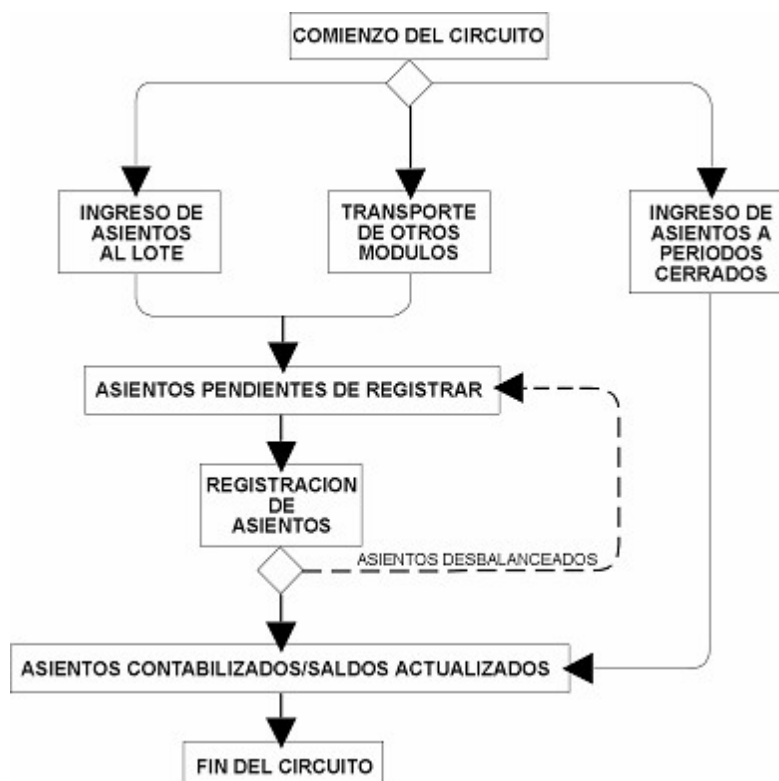 COMIENZO DEL CIRCUITO
INGRESO DE
ASIENTOS
AL LOTE
TRANSPORTE
DE OTROS
MODULOS
INGRESO DE
ASIENTOS A
PERIODOS
CERRADOS
ASIENTOS PENDIENTES DE REGISTRAR
REGISTRACION
DE
ASIENTOS
ASIENTOS DESBALANCEADOS
ASIENTOS CONTABILIZADOS/SALDOS ACTUALIZADOS
FIN DEL CIRCUITO